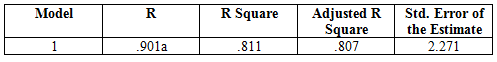 Model R R Square Adjusted R Square Std. Error of the Estimate
1 .901a .811 .807 2.271